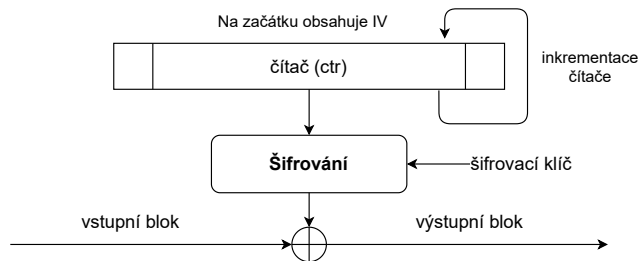 Na začátku obsahuje IV
čítač (ctr)
inkrementace
čítače
Šifrování
šifrovací klíč
vstupní blok
výstupní blok